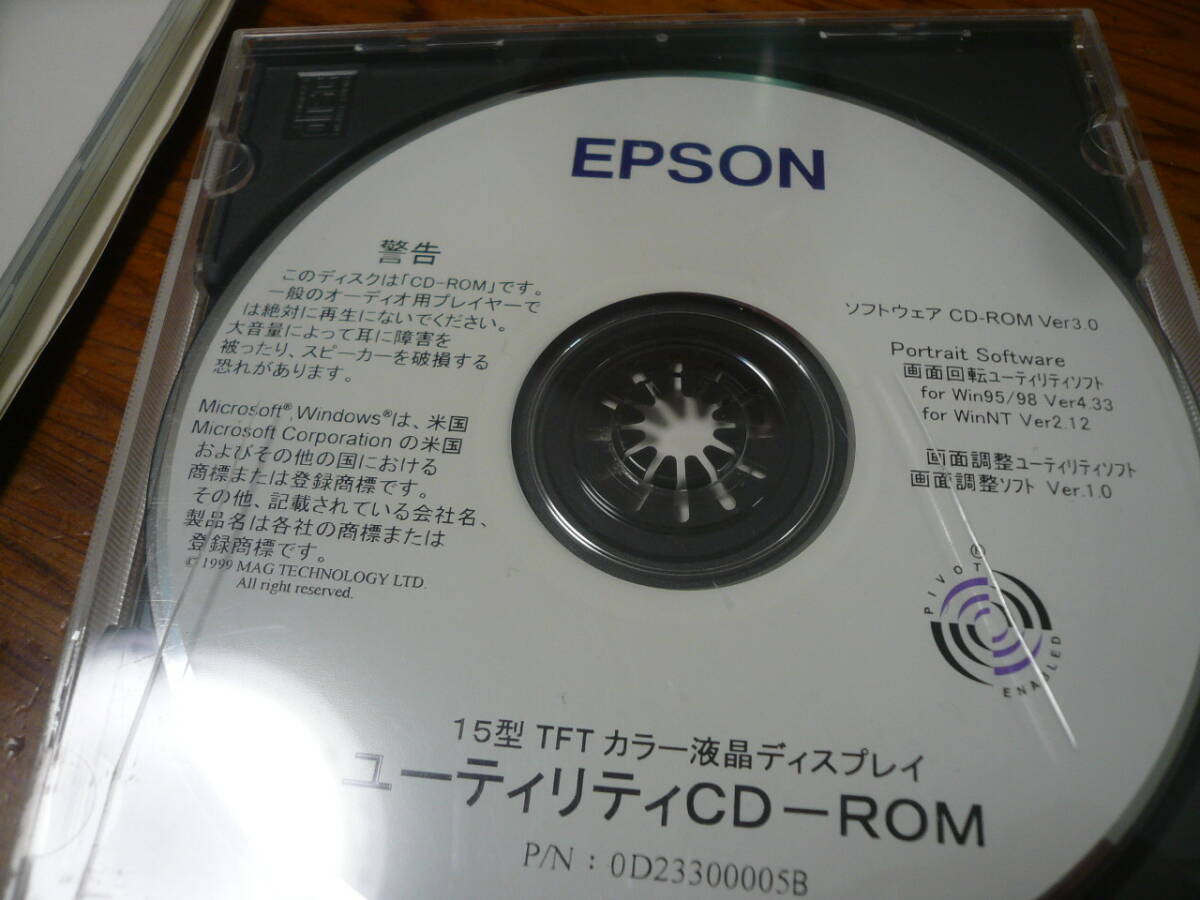 EPSON
警告
このディスクは「CD-ROM」です。
一般のオーディオ用プレイヤーで
は絶対に再生にないでください。
大音量によって耳に障害を
被ったり、スピーカーを破損する
恐れがあります。
Microsoft® Windows®は、米国
Microsoft Corporation の米国
およびその他の国における
商標または登録商標です。
その他、記載されている会社名、
製品名は各社の商標または
登録商標です。
© 1999 MAG TECHNOLOGY LTD.
All right reserved.
ソフトウェア CD-ROM Ver3.0
Portrait Software
画面回転ユーティリティソフト
for Win95/98 Ver4.33
for WinNT Ver2.12
画面調整ユーティリティソフト
画面調整ソフト Ver.1.0
PIVOT®
ENABLED
15型 TFT カラー液晶ディスプレイ
ユーティリティCD-ROM
P/N : 0D23300005B